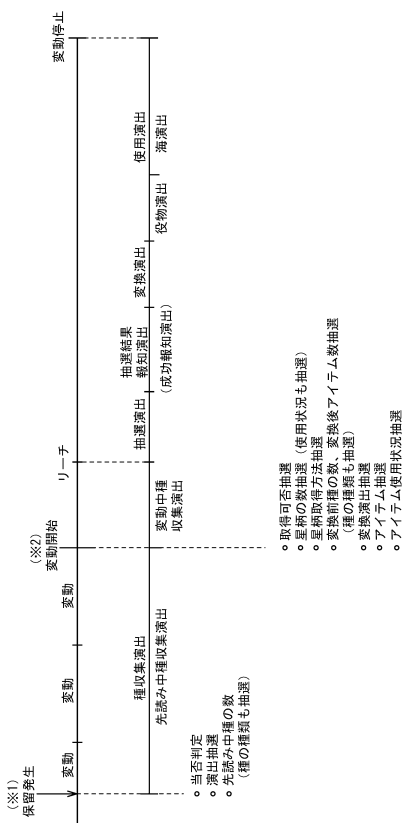 (※1)
保留発生
変動
変動
変動
(※2)
変動開始
リーチ
変動停止
種収集演出
先読み中種収集演出
変動中種
収集演出
抽選演出
抽選結果
報知演出
(成功報知演出)
変換演出
役物演出
使用演出
海演出
当否判定
演出抽選
先読み中種の数
(種の種類も抽選)
取得可否抽選
星柄の数抽選(使用状況も抽選)
星柄取得方法抽選
変換前種の数、変換後アイテム数抽選
(種の種類も抽選)
変換演出抽選
アイテム抽選
アイテム使用状況抽選